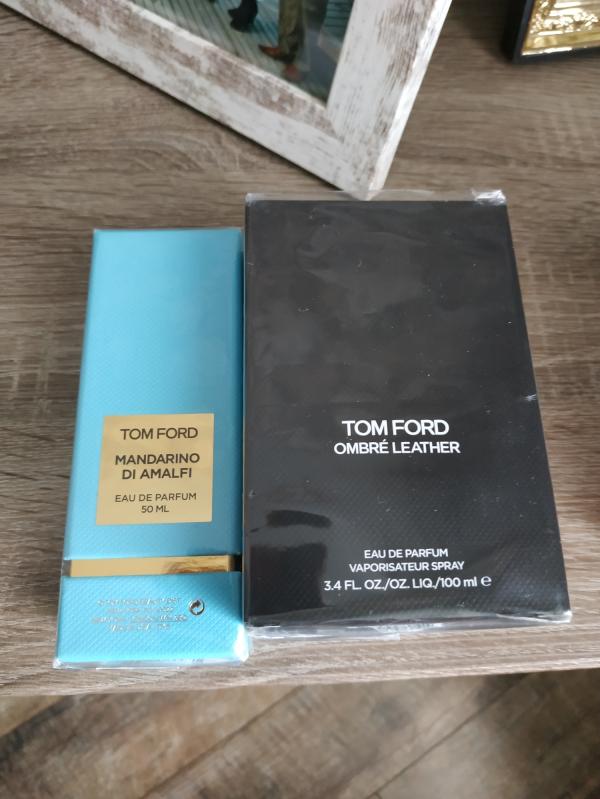 TOM FORD
MANDARINO
DI AMALFI
EAU DE PARFUM
50 ML
TOM FORD
OMBRÉ LEATHER
EAU DE PARFUM
VAPORISATEUR SPRAY
3.4 FL. OZ./OZ. LIQ./100 ml ℮